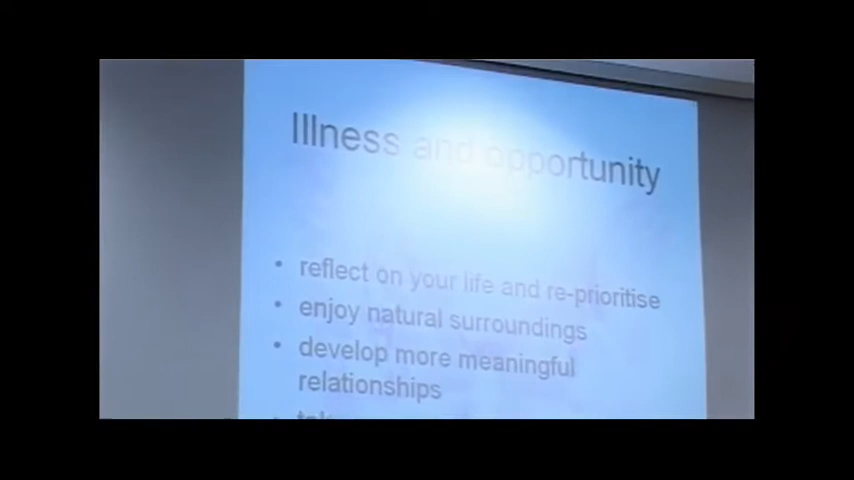 Illness and opportunity
• reflect on your life and re-prioritise
• enjoy natural surroundings
• develop more meaningful
relationships